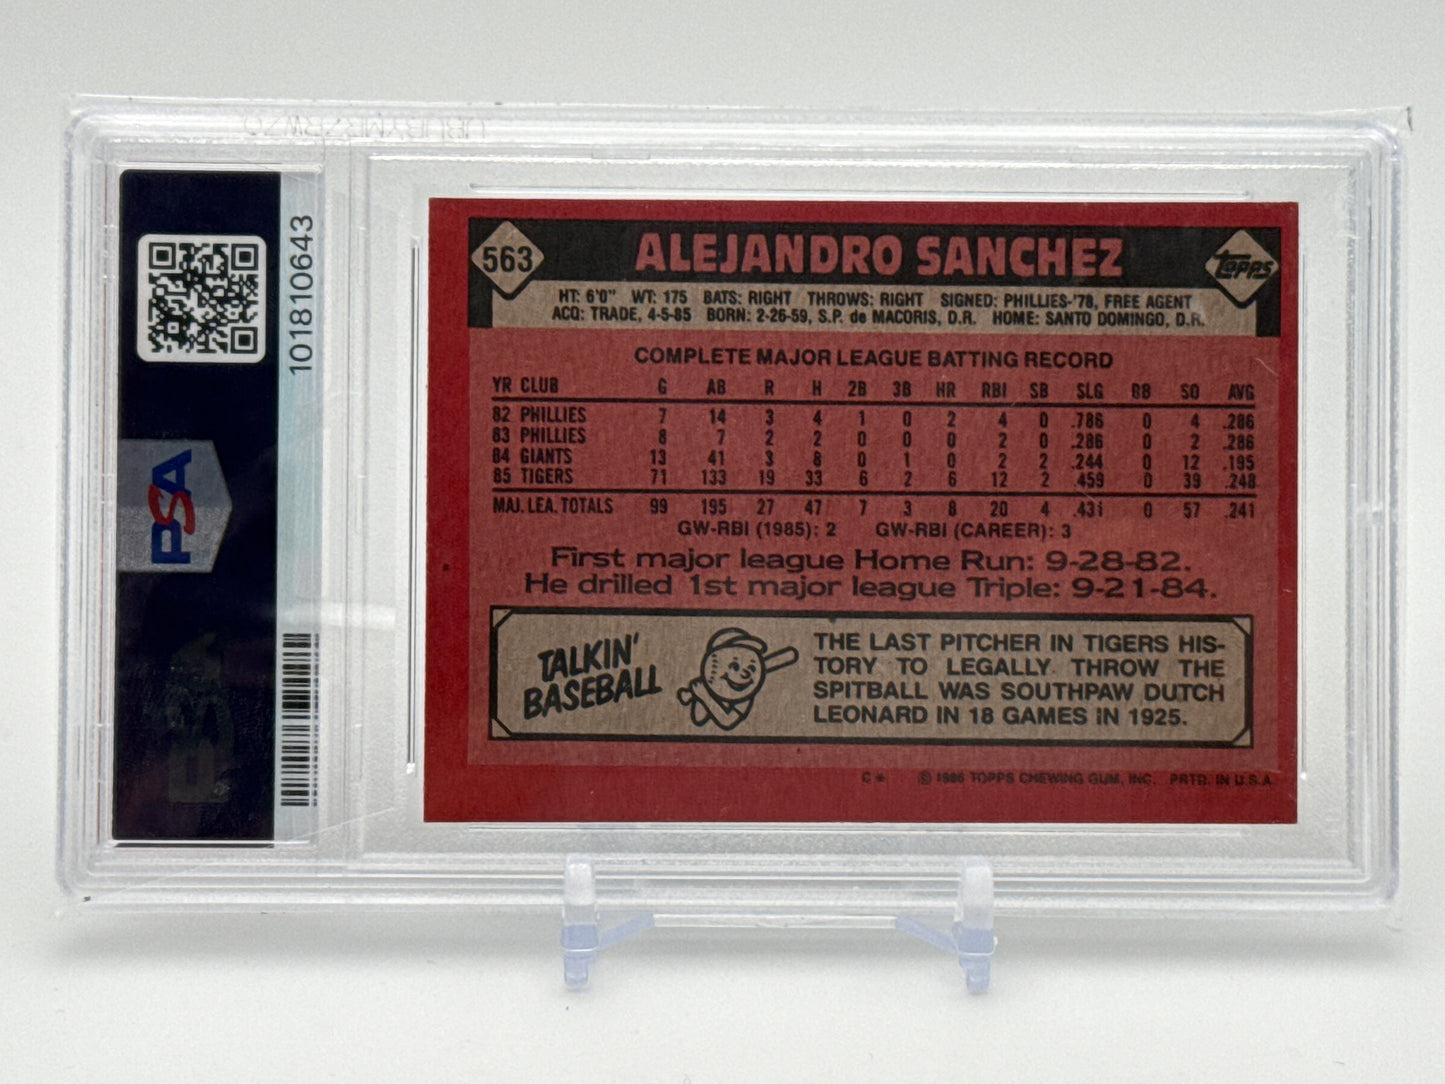 101810643
PSA
563
ALEJANDRO SANCHEZ
Topps
HT: 6'0" WT: 175 BATS: RIGHT THROWS: RIGHT SIGNED: PHILLIES-'78, FREE AGENT
ACQ: TRADE, 4-5-85 BORN: 2-26-59, S.P. de MACORIS, D.R. HOME: SANTO DOMINGO, D.R.
COMPLETE MAJOR LEAGUE BATTING RECORD
YR CLUB G AB R H 2B 3B HR RBI SB SLG BB SO AVG
82 PHILLIES 7 14 3 4 1 0 2 4 0 .786 0 4 .286
83 PHILLIES 8 7 2 2 0 0 0 2 0 .286 0 2 .286
84 GIANTS 13 41 3 8 0 1 0 2 2 .244 0 12 .195
85 TIGERS 71 133 19 33 6 2 6 12 2 .459 0 39 .248
MAJ. LEA. TOTALS 99 195 27 47 7 3 8 20 4 .431 0 57 .241
GW-RBI (1985): 2 GW-RBI (CAREER): 3
First major league Home Run: 9-28-82.
He drilled 1st major league Triple: 9-21-84.
TALKIN'
BASEBALL
THE LAST PITCHER IN TIGERS HIS-
TORY TO LEGALLY THROW THE
SPITBALL WAS SOUTHPAW DUTCH
LEONARD IN 18 GAMES IN 1925.
C* © 1986 TOPPS CHEWING GUM, INC. PRTD. IN U.S.A.